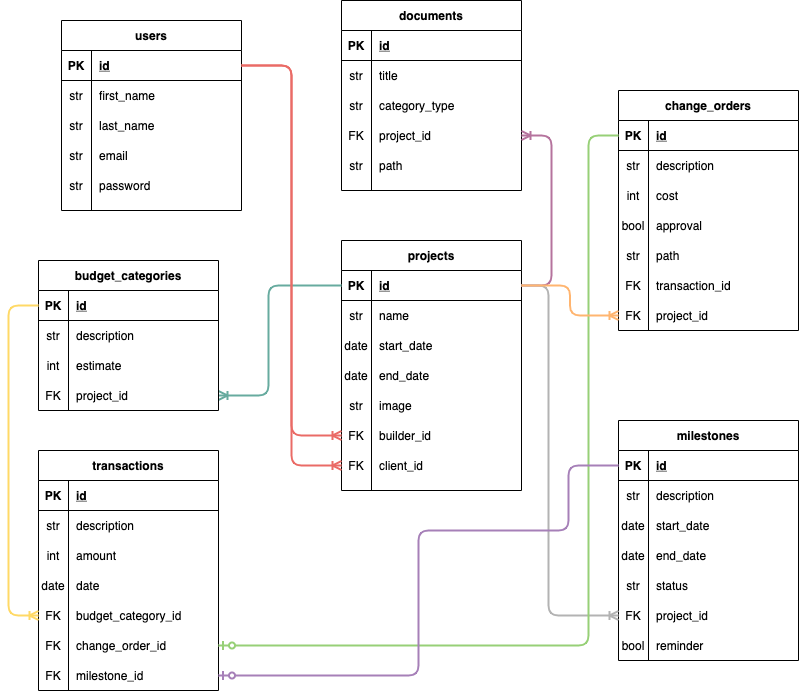 users
PK id
str first_name
str last_name
str email
str password
documents
PK id
str title
str category_type
FK project_id
str path
change_orders
PK id
str description
int cost
bool approval
str path
FK transaction_id
FK project_id
budget_categories
PK id
str description
int estimate
FK project_id
projects
PK id
str name
date start_date
date end_date
str image
FK builder_id
FK client_id
transactions
PK id
str description
int amount
date date
FK budget_category_id
FK change_order_id
FK milestone_id
milestones
PK id
str description
date start_date
date end_date
str status
FK project_id
bool reminder